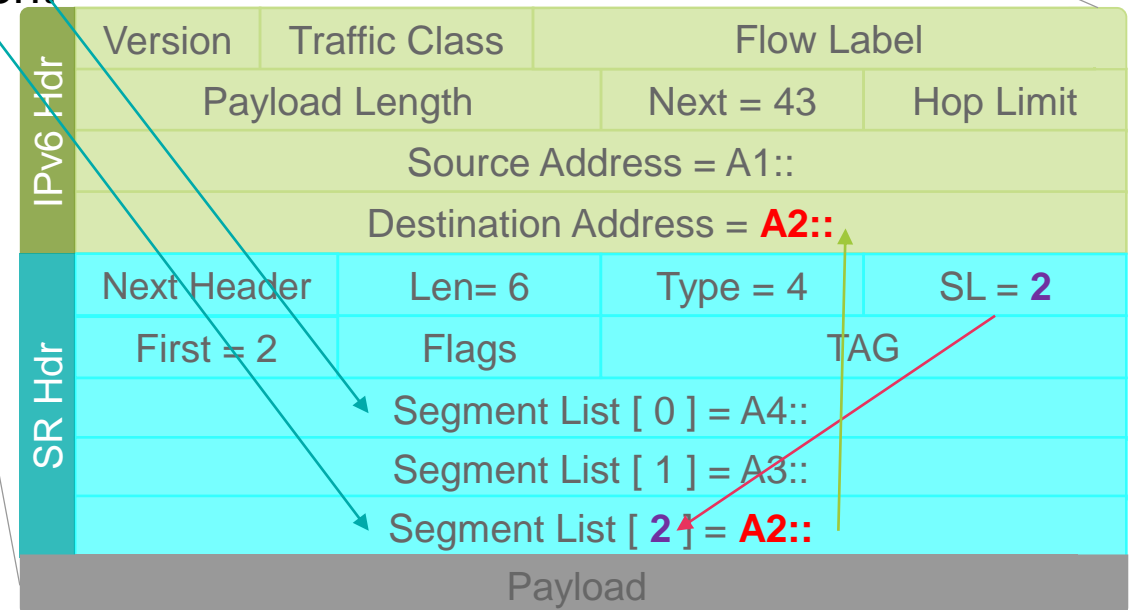 IPv6 Hdr
Version Traffic Class Flow Label
Payload Length Next = 43 Hop Limit
Source Address = A1::
Destination Address = A2::
SR Hdr
Next Header Len= 6 Type = 4 SL = 2
First = 2 Flags TAG
Segment List [ 0 ] = A4::
Segment List [ 1 ] = A3::
Segment List [ 2 ] = A2::
Payload